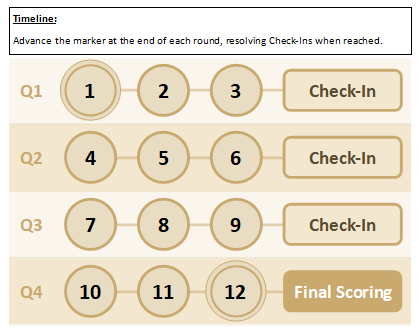 Timeline:
Advance the marker at the end of each round, resolving Check-Ins when reached.
Q1 1 2 3 Check-In
Q2 4 5 6 Check-In
Q3 7 8 9 Check-In
Q4 10 11 12 Final Scoring